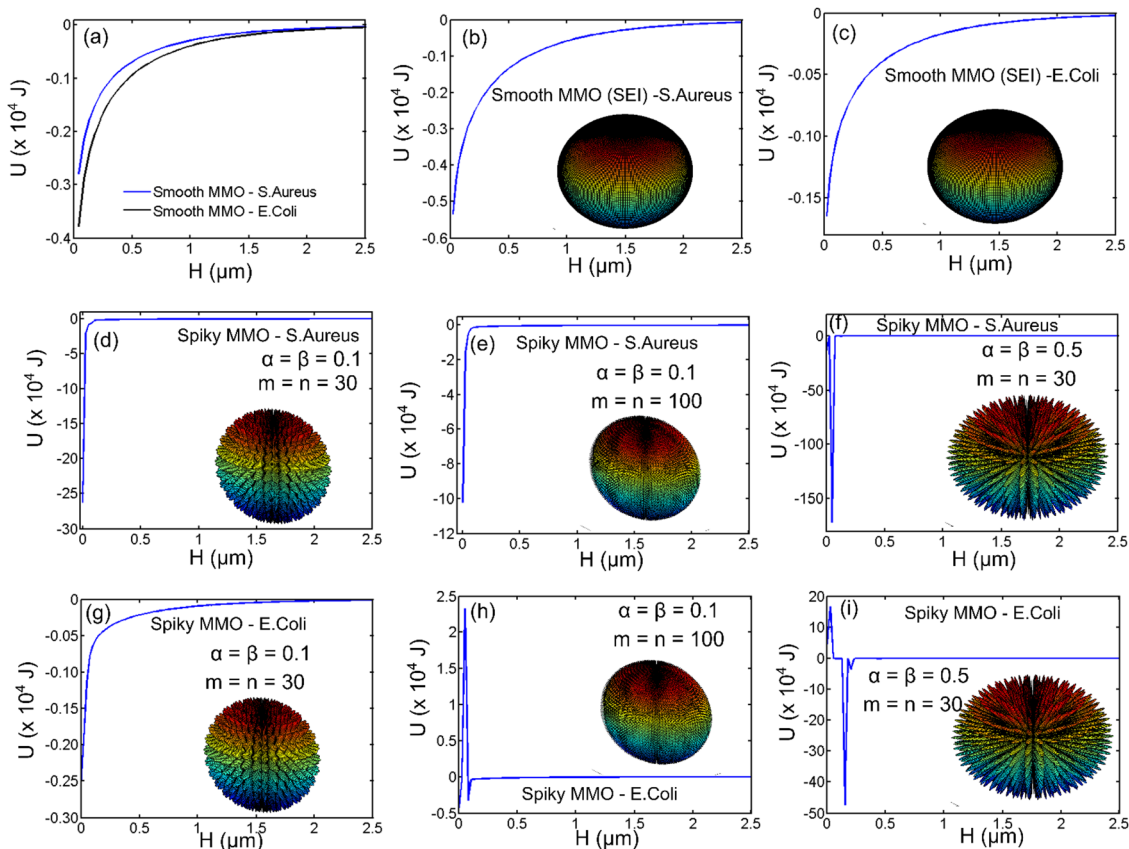 (a)
0
-0.1
-0.2
-0.3
-0.4
U (x 10⁴ J)
Smooth MMO - S.Aureus
Smooth MMO - E.Coli
0 0.5 1 1.5 2 2.5
H (µm)
(b)
0
-0.1
-0.2
-0.3
-0.4
-0.5
-0.6
U (x 10⁴ J)
Smooth MMO (SEI) -S.Aureus
0 0.5 1 1.5 2 2.5
H (µm)
(c)
0
-0.05
-0.10
-0.15
U (x 10⁴ J)
Smooth MMO (SEI) -E.Coli
0 0.5 1 1.5 2 2.5
H (µm)
(d)
0
-5
-10
-15
-20
-25
-30
U (x 10⁴ J)
Spiky MMO - S.Aureus
α = β = 0.1
m = n = 30
0 0.5 1 1.5 2 2.5
H (µm)
(e)
0
-2
-4
-6
-8
-10
-12
U (x 10⁴ J)
Spiky MMO - S.Aureus
α = β = 0.1
m = n = 100
0 0.5 1 1.5 2 2.5
H (µm)
(f)
0
-50
-100
-150
U (x 10⁴ J)
Spiky MMO - S.Aureus
α = β = 0.5
m = n = 30
0 0.5 1 1.5 2 2.5
H (µm)
(g)
0
-0.05
-0.10
-0.15
-0.20
-0.25
-0.30
U (x 10⁴ J)
Spiky MMO - E.Coli
α = β = 0.1
m = n = 30
0 0.5 1 1.5 2 2.5
H (µm)
(h)
2.5
2
1.5
1
0.5
0
-0.5
U (x 10⁴ J)
α = β = 0.1
m = n = 100
Spiky MMO - E.Coli
0 0.5 1 1.5 2 2.5
H (µm)
(i)
20
10
0
-10
-20
-30
-40
-50
U (x 10⁴ J)
Spiky MMO - E.Coli
α = β = 0.5
m = n = 30
0 0.5 1 1.5 2 2.5
H (µm)